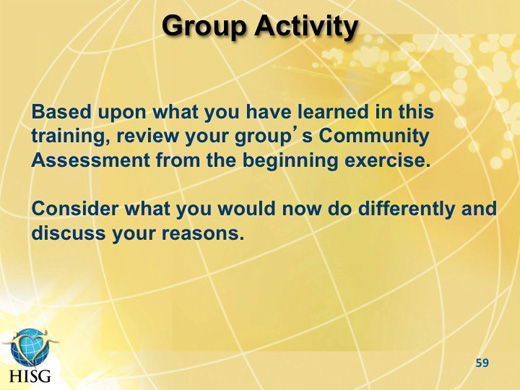 Group Activity
Based upon what you have learned in this
training, review your group’s Community
Assessment from the beginning exercise.
Consider what you would now do differently and
discuss your reasons.
HISG
59